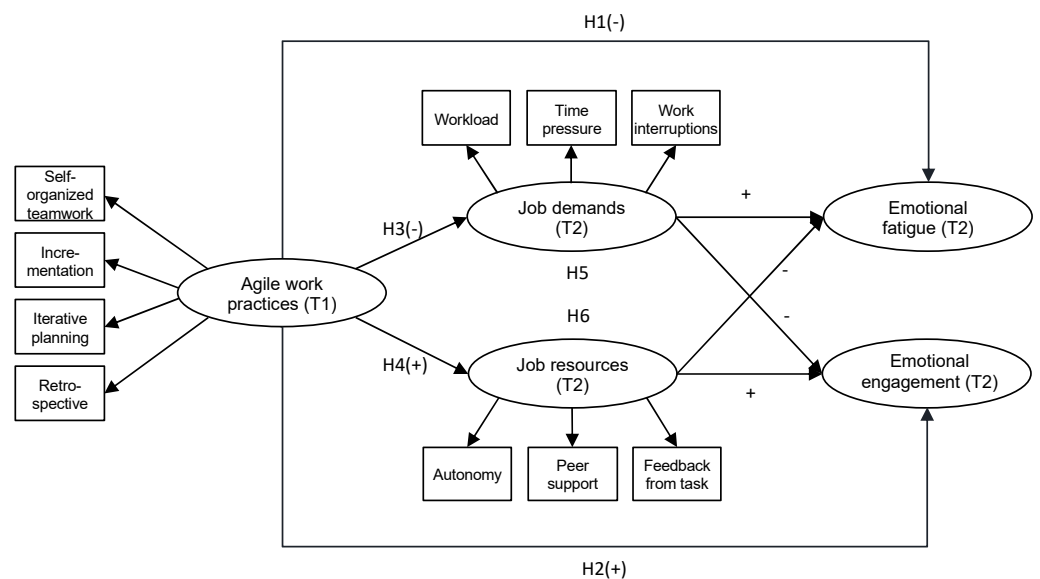 H1(-)
Workload
Time
pressure
Work
interruptions
Self-
organized
teamwork
Incre-
mentation
Iterative
planning
Retro-
spective
Agile work
practices (T1)
H3(-)
H4(+)
Job demands
(T2)
H5
H6
Job resources
(T2)
+
-
-
+
Emotional
fatigue (T2)
Emotional
engagement (T2)
Autonomy
Peer
support
Feedback
from task
H2(+)